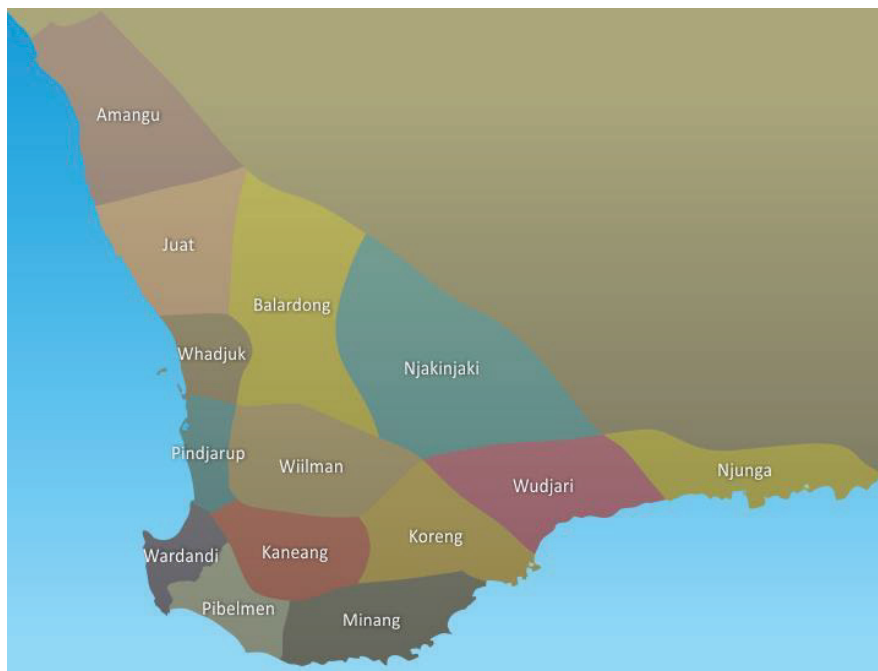 Amangu
Juat
Balardong
Whadjuk
Njakinjaki
Pindjarup
Wiilman
Njunga
Wudjari
Koreng
Wardandi
Kaneang
Pibelmen
Minang